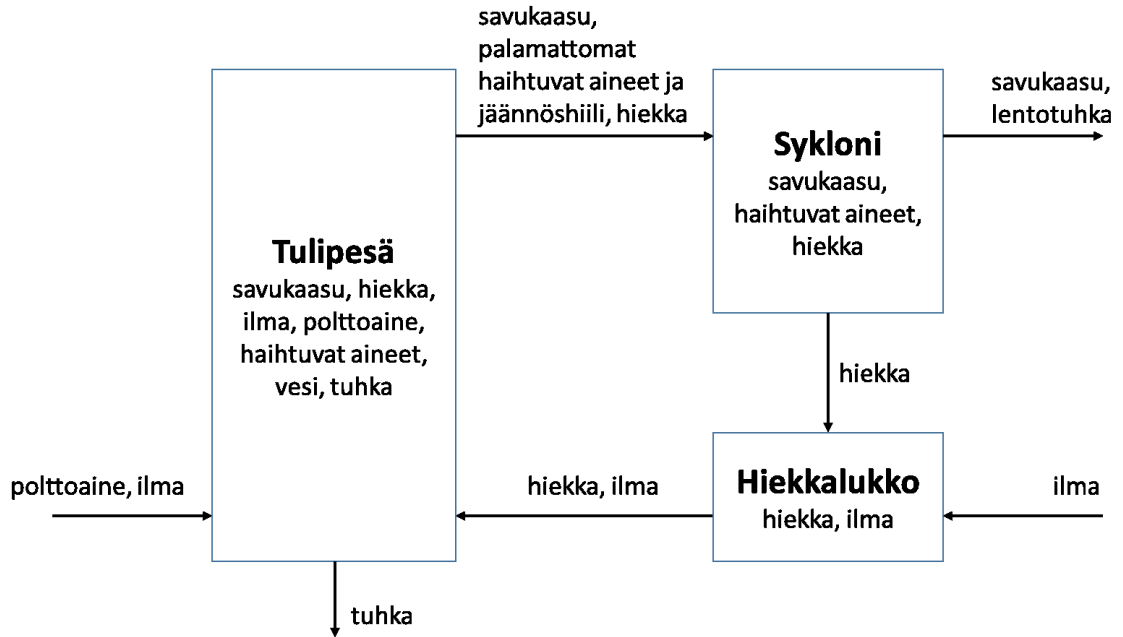 savukaasu,
palamattomat
haihtuvat aineet ja
jäännöshiili, hiekka
savukaasu,
lentotuhka
Sykloni
savukaasu,
haihtuvat aineet,
hiekka
Tulipesä
savukaasu, hiekka,
ilma, polttoaine,
haihtuvat aineet,
vesi, tuhka
hiekka
polttoaine, ilma
hiekka, ilma
Hiekkalukko
hiekka, ilma
ilma
tuhka